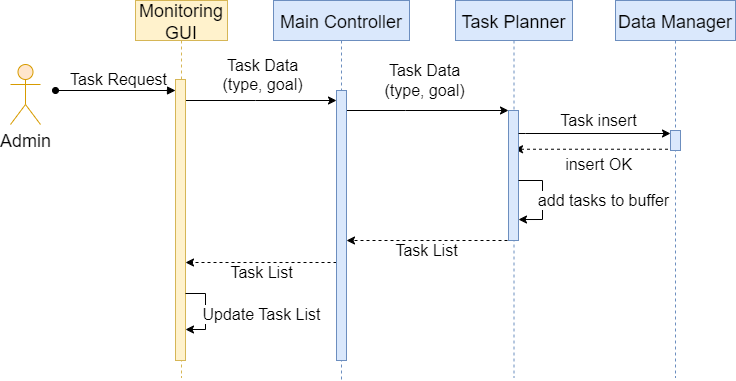 Monitoring
GUI
Main Controller
Task Planner
Data Manager
Admin
Task Request
Task Data
(type, goal)
Task Data
(type, goal)
Task insert
insert OK
add tasks to buffer
Task List
Task List
Update Task List